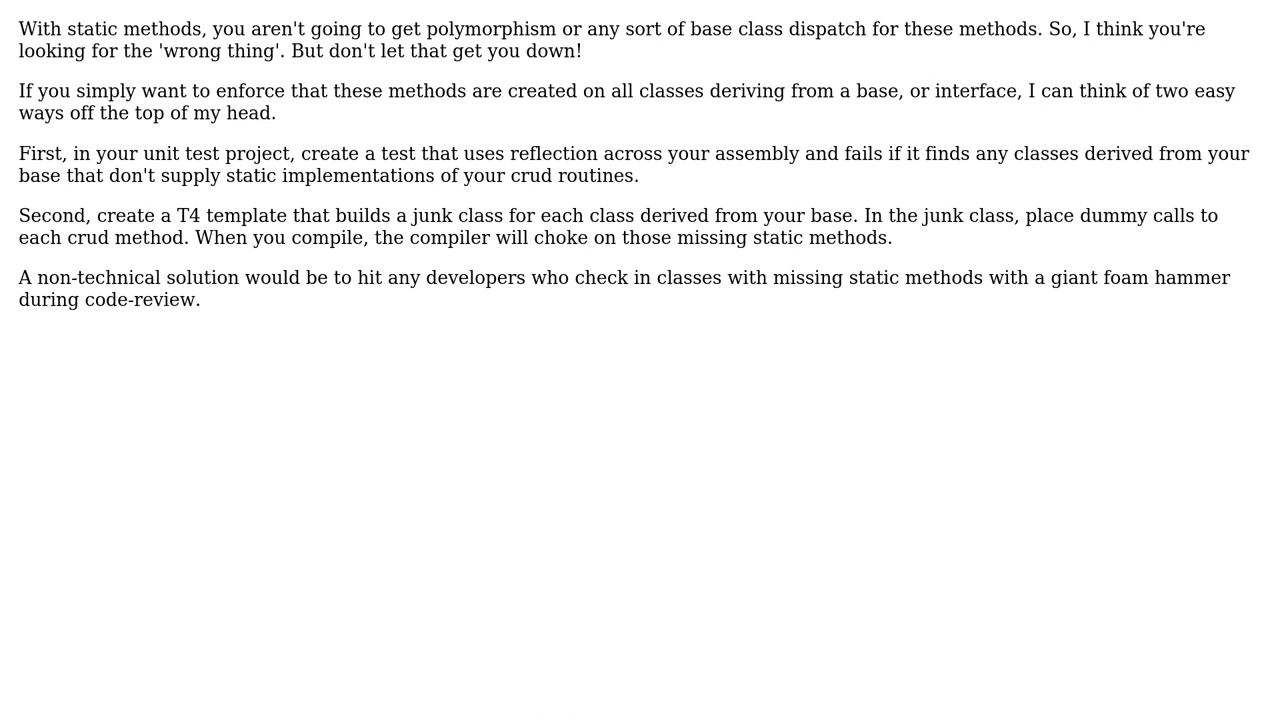 With static methods, you aren't going to get polymorphism or any sort of base class dispatch for these methods. So, I think you're
looking for the 'wrong thing'. But don't let that get you down!
If you simply want to enforce that these methods are created on all classes deriving from a base, or interface, I can think of two easy
ways off the top of my head.
First, in your unit test project, create a test that uses reflection across your assembly and fails if it finds any classes derived from your
base that don't supply static implementations of your crud routines.
Second, create a T4 template that builds a junk class for each class derived from your base. In the junk class, place dummy calls to
each crud method. When you compile, the compiler will choke on those missing static methods.
A non-technical solution would be to hit any developers who check in classes with missing static methods with a giant foam hammer
during code-review.